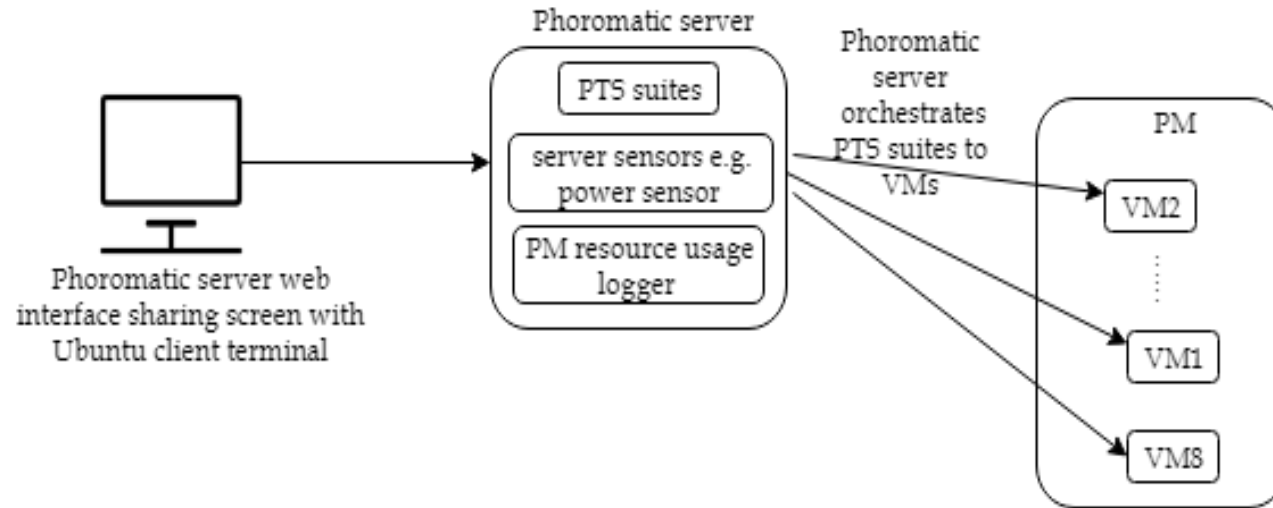 Phoromatic server
PTS suites
server sensors e.g.
power sensor
PM resource usage
logger
Phoromatic server web
interface sharing screen with
Ubuntu client terminal
Phoromatic
server
orchestrates
PTS suites to
VMs
PM
VM2
VM1
VM8